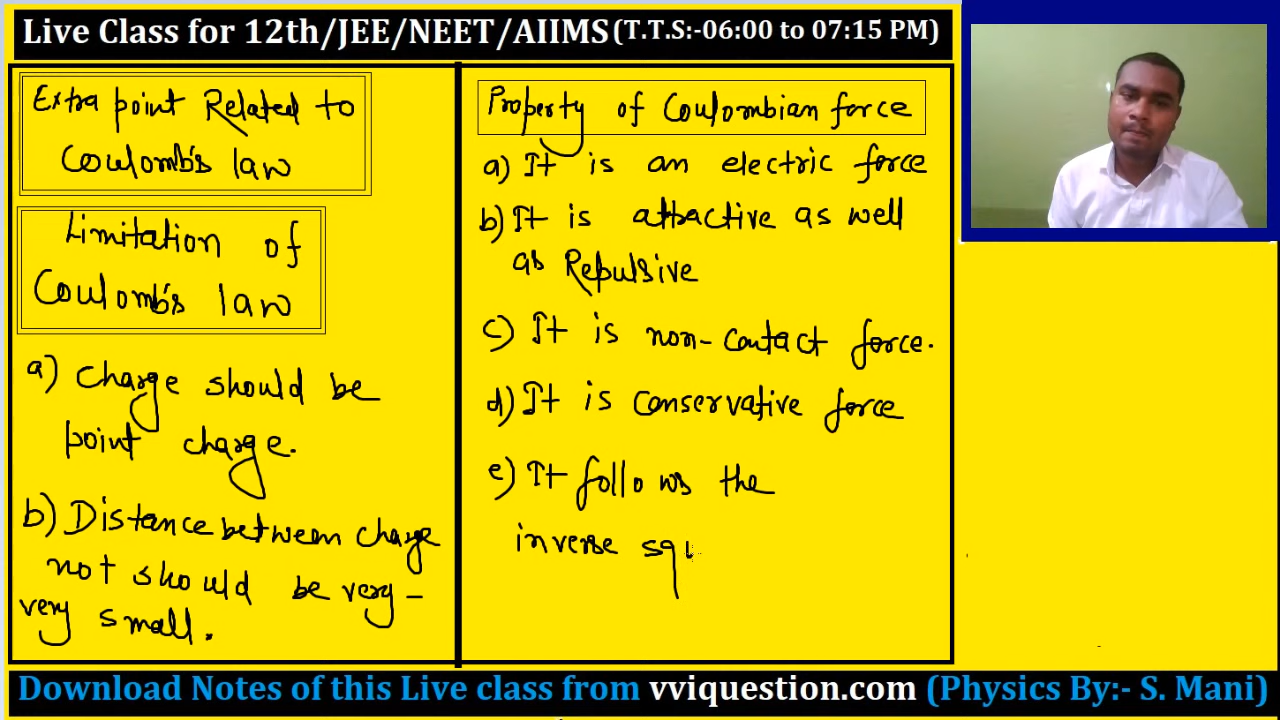 Live Class for 12th/JEE/NEET/AIIMS(T.T.S:-06:00 to 07:15 PM)
Extra point Related to
Coulomb's law
Limitation of
Coulomb's law
a) Charge should be
point charge.
b) Distance between charge
not should be very -
very small.
Property of Coulombian force
a) It is an electric force
b) It is attractive as well
as Repulsive
c) It is non-contact force.
d) It is conservative force
e) It follows the
inverse squ
Download Notes of this Live class from vviquestion.com (Physics By:- S. Mani)